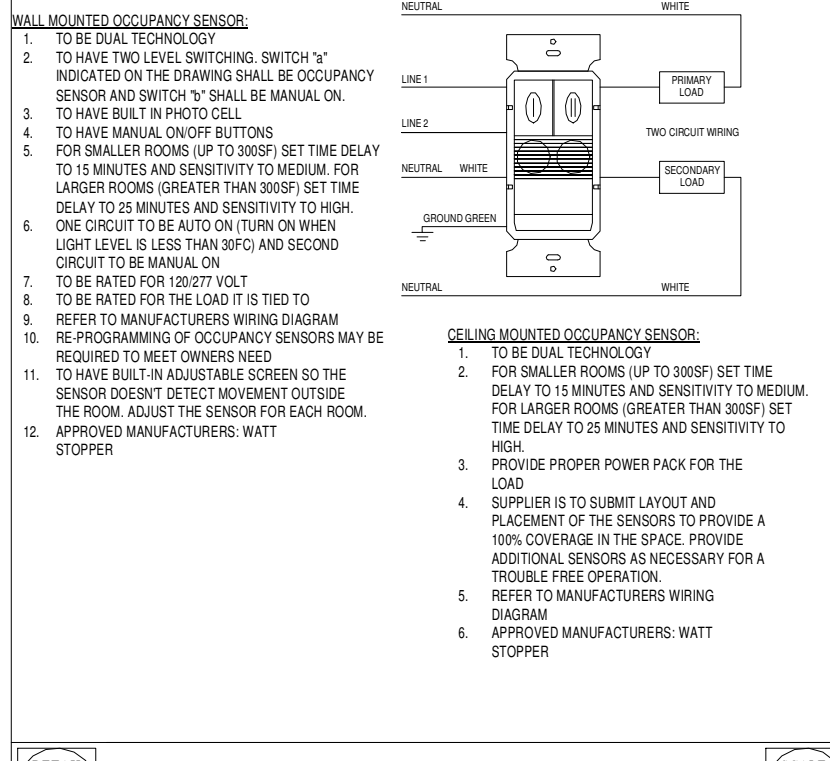 WALL MOUNTED OCCUPANCY SENSOR:
1. TO BE DUAL TECHNOLOGY
2. TO HAVE TWO LEVEL SWITCHING. SWITCH "a"
INDICATED ON THE DRAWING SHALL BE OCCUPANCY
SENSOR AND SWITCH "b" SHALL BE MANUAL ON.
3. TO HAVE BUILT IN PHOTO CELL
4. TO HAVE MANUAL ON/OFF BUTTONS
5. FOR SMALLER ROOMS (UP TO 300SF) SET TIME DELAY
TO 15 MINUTES AND SENSITIVITY TO MEDIUM. FOR
LARGER ROOMS (GREATER THAN 300SF) SET TIME
DELAY TO 25 MINUTES AND SENSITIVITY TO HIGH.
6. ONE CIRCUIT TO BE AUTO ON (TURN ON WHEN
LIGHT LEVEL IS LESS THAN 30FC) AND SECOND
CIRCUIT TO BE MANUAL ON
7. TO BE RATED FOR 120/277 VOLT
8. TO BE RATED FOR THE LOAD IT IS TIED TO
9. REFER TO MANUFACTURERS WIRING DIAGRAM
10. RE-PROGRAMMING OF OCCUPANCY SENSORS MAY BE
REQUIRED TO MEET OWNERS NEED
11. TO HAVE BUILT-IN ADJUSTABLE SCREEN SO THE
SENSOR DOESN'T DETECT MOVEMENT OUTSIDE
THE ROOM. ADJUST THE SENSOR FOR EACH ROOM.
12. APPROVED MANUFACTURERS: WATT
STOPPER
NEUTRAL WHITE
LINE 1
PRIMARY
LOAD
LINE 2
TWO CIRCUIT WIRING
NEUTRAL WHITE
SECONDARY
LOAD
GROUND GREEN
NEUTRAL WHITE
CEILING MOUNTED OCCUPANCY SENSOR:
1. TO BE DUAL TECHNOLOGY
2. FOR SMALLER ROOMS (UP TO 300SF) SET TIME
DELAY TO 15 MINUTES AND SENSITIVITY TO MEDIUM.
FOR LARGER ROOMS (GREATER THAN 300SF) SET
TIME DELAY TO 25 MINUTES AND SENSITIVITY TO
HIGH.
3. PROVIDE PROPER POWER PACK FOR THE
LOAD
4. SUPPLIER IS TO SUBMIT LAYOUT AND
PLACEMENT OF THE SENSORS TO PROVIDE A
100% COVERAGE IN THE SPACE. PROVIDE
ADDITIONAL SENSORS AS NECESSARY FOR A
TROUBLE FREE OPERATION.
5. REFER TO MANUFACTURERS WIRING
DIAGRAM
6. APPROVED MANUFACTURERS: WATT
STOPPER